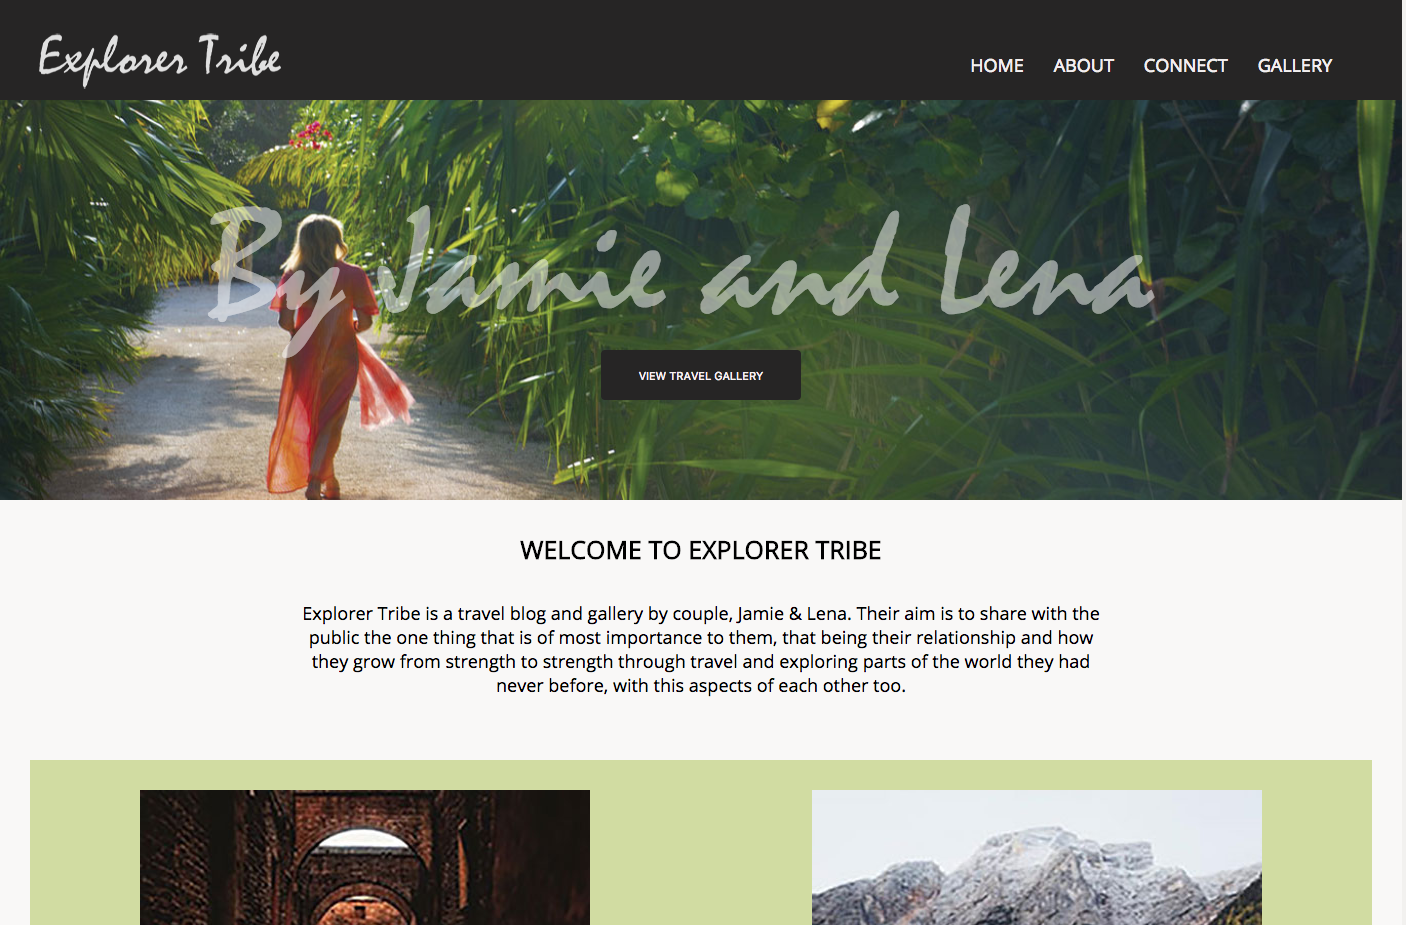 Explorer Tribe
HOME ABOUT CONNECT GALLERY
By Jamie and Lena
VIEW TRAVEL GALLERY
WELCOME TO EXPLORER TRIBE
Explorer Tribe is a travel blog and gallery by couple, Jamie & Lena. Their aim is to share with the
public the one thing that is of most importance to them, that being their relationship and how
they grow from strength to strength through travel and exploring parts of the world they had
never before, with this aspects of each other too.